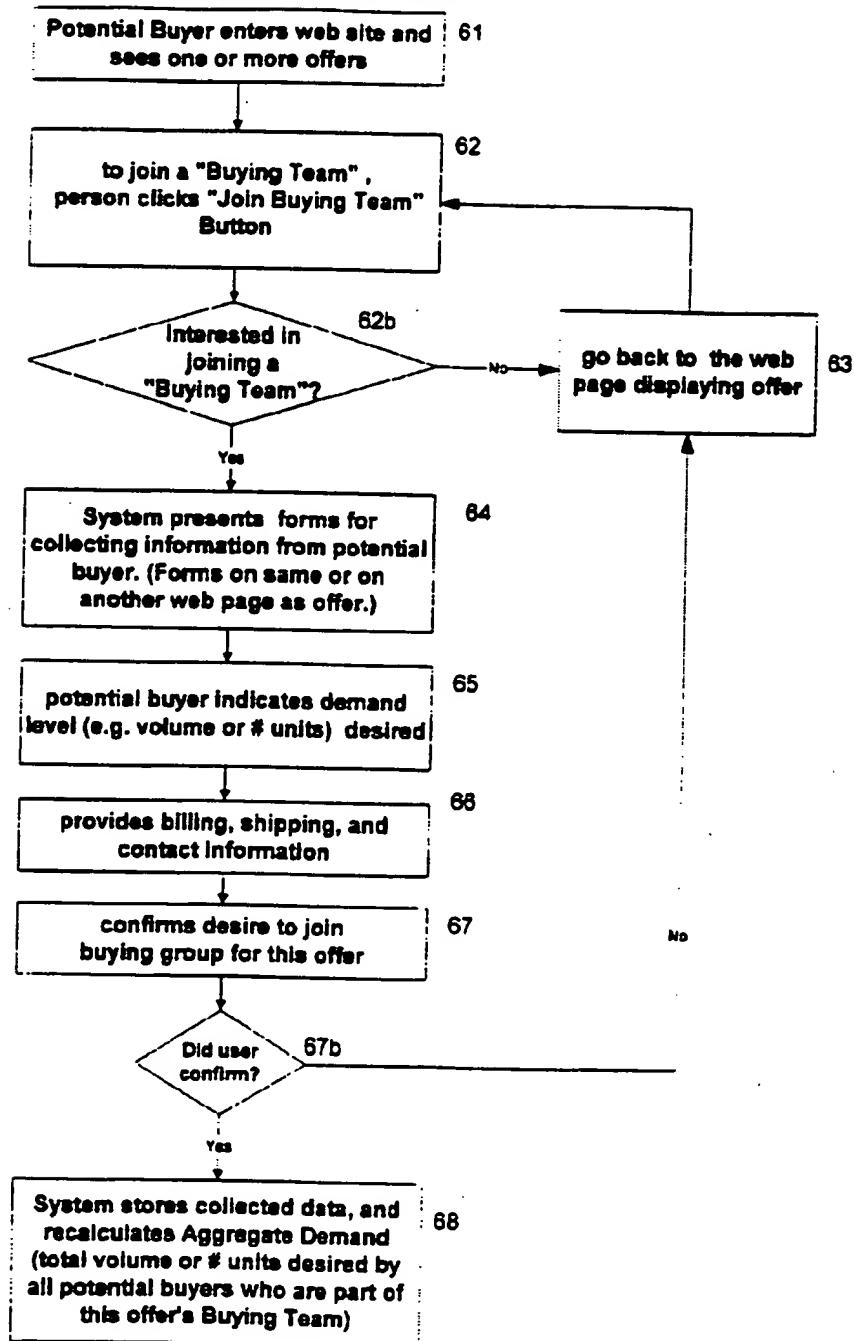 Potential Buyer enters web site and
sees one or more offers
61
to join a "Buying Team" ,
person clicks "Join Buying Team"
Button
62
Interested in
joining a
"Buying Team"?
62b
No
go back to the web
page displaying offer
63
Yes
System presents forms for
collecting information from potential
buyer. (Forms on same or on
another web page as offer.)
64
potential buyer indicates demand
level (e.g. volume or # units) desired
65
provides billing, shipping, and
contact information
66
confirms desire to join
buying group for this offer
67
No
Did user
confirm?
67b
Yes
System stores collected data, and
recalculates Aggregate Demand
(total volume or # units desired by
all potential buyers who are part of
this offer's Buying Team)
68